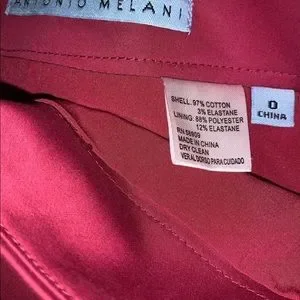 ANTONIO MELANI
SHELL: 97% COTTON
3% ELASTANE
LINING: 88% POLYESTER
12% ELASTANE
RN 58909
MADE IN CHINA
DRY CLEAN
VER AL DORSO PARA CUIDADO
0
CHINA